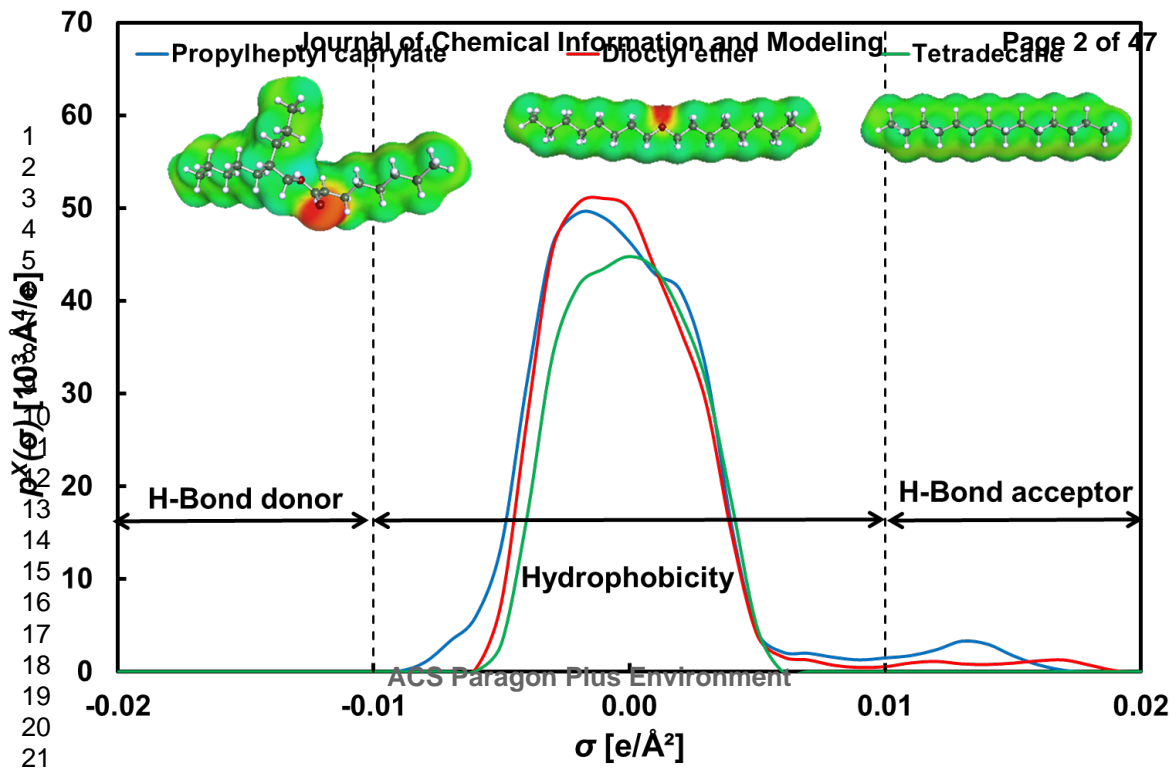 Journal of Chemical Information and Modeling Page 2 of 47
Propylheptyl caprylate Dioctyl ether Tetradecane
70
60
50
40
30
20
10
0
1
2
3
4
5
10
13
14
15
16
17
18
19
20
21
p^X(σ) [10³.Å⁴/e]
H-Bond donor
H-Bond acceptor
Hydrophobicity
ACS Paragon Plus Environment
-0.02 -0.01 0.00 0.01 0.02
σ [e/Å²]